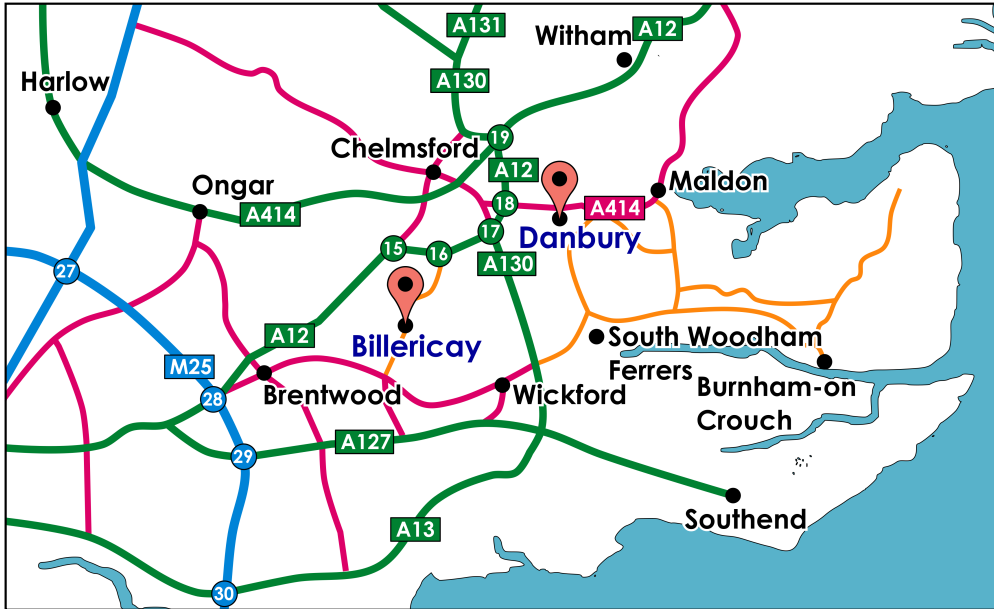 A131
Witham
A12
Harlow
A130
19
Chelmsford
A12
Ongar
Maldon
A414
18
A414
17
Danbury
15
16
A130
27
A12
Billericay
M25
South Woodham
Ferrers
Brentwood
Wickford
Burnham-on
Crouch
28
A127
29
Southend
A13
30